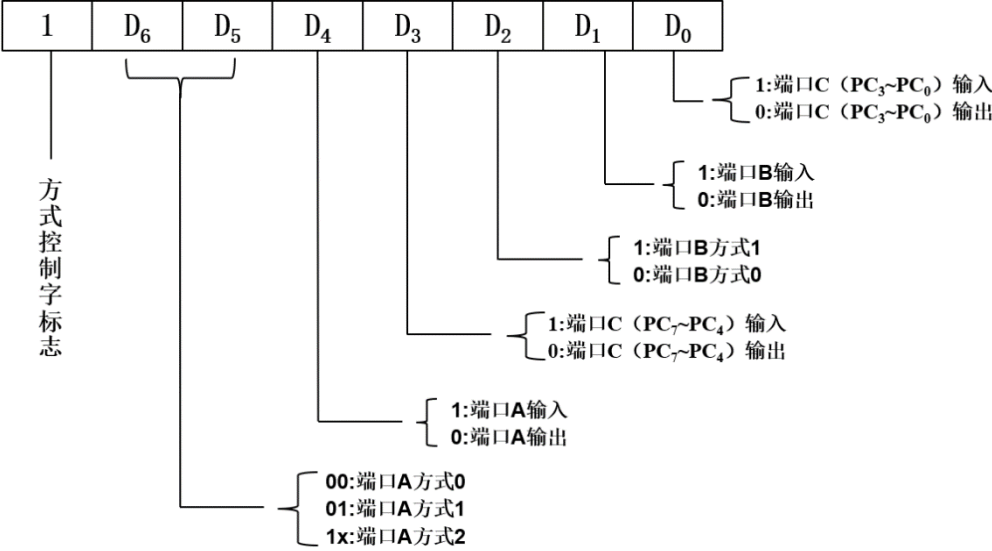 1 D₆ D₅ D₄ D₃ D₂ D₁ D₀
1:端口C（PC₃~PC₀）输入
0:端口C（PC₃~PC₀）输出
1:端口B输入
0:端口B输出
方式控制字标志
1:端口B方式1
0:端口B方式0
1:端口C（PC₇~PC₄）输入
0:端口C（PC₇~PC₄）输出
1:端口A输入
0:端口A输出
00:端口A方式0
01:端口A方式1
1x:端口A方式2